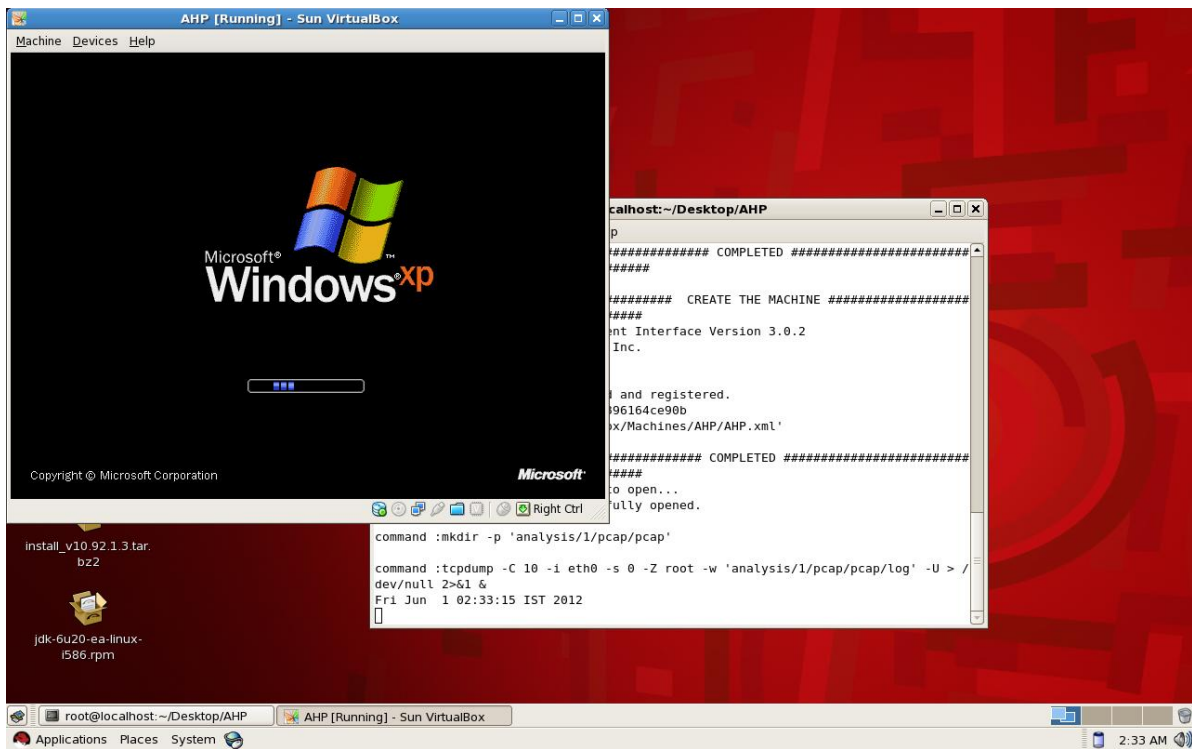 AHP [Running] - Sun VirtualBox
Machine Devices Help
Microsoft®
Windows® xp ™
Copyright © Microsoft Corporation
Microsoft®
Right Ctrl
calhost:~/Desktop/AHP
p
############## COMPLETED ########################
######
######### CREATE THE MACHINE ###################
#####
ent Interface Version 3.0.2
Inc.
d and registered.
396164ce90b
ox/Machines/AHP/AHP.xml'
############# COMPLETED #########################
#####
to open...
fully opened.
command :mkdir -p 'analysis/1/pcap/pcap'
command :tcpdump -C 10 -i eth0 -s 0 -Z root -w 'analysis/1/pcap/pcap/log' -U > /
dev/null 2>&1 &
Fri Jun  1 02:33:15 IST 2012
install_v10.92.1.3.tar.
bz2
jdk-6u20-ea-linux-
i586.rpm
root@localhost:~/Desktop/AHP
AHP [Running] - Sun VirtualBox
Applications Places System
2:33 AM